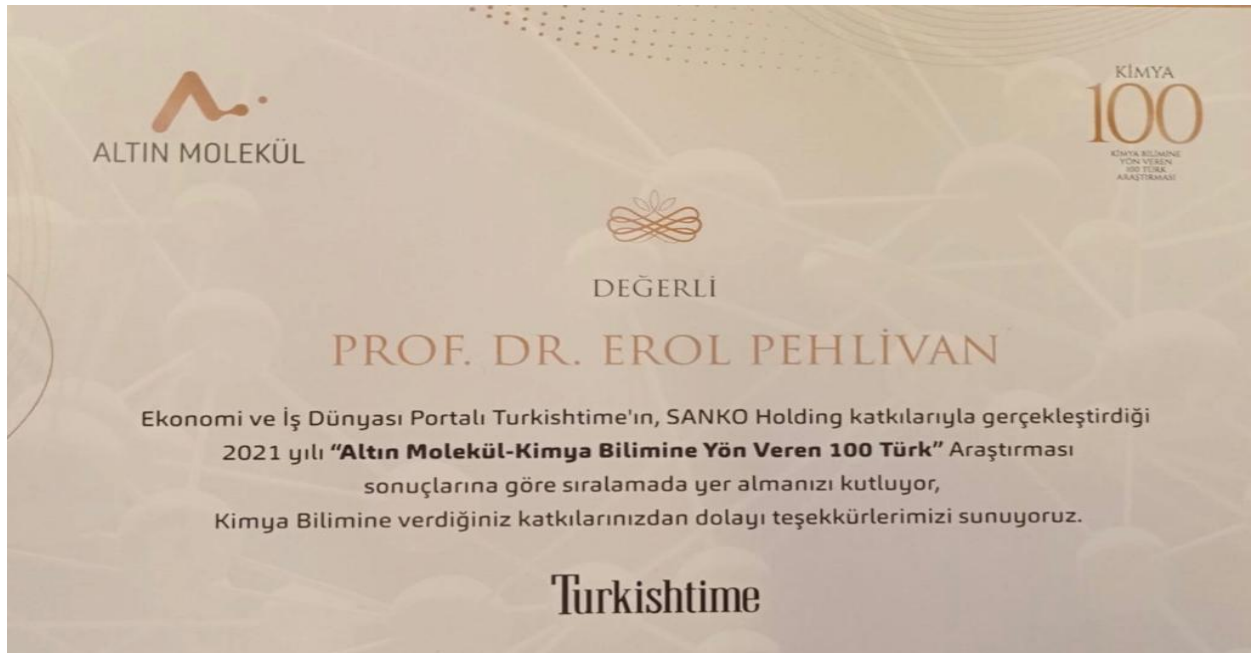 ALTIN MOLEKÜL
KİMYA
100
KİMYA BİLİMİNE
YÖN VEREN
100 TÜRK
ARAŞTIRMASI
DEĞERLİ
PROF. DR. EROL PEHLİVAN
Ekonomi ve İş Dünyası Portalı Turkishtime'ın, SANKO Holding katkılarıyla gerçekleştirdiği
2021 yılı “Altın Molekül-Kimya Bilimine Yön Veren 100 Türk” Araştırması
sonuçlarına göre sıralamada yer almanızı kutluyor,
Kimya Bilimine verdiğiniz katkılarınızdan dolayı teşekkürlerimizi sunuyoruz.
Turkishtime